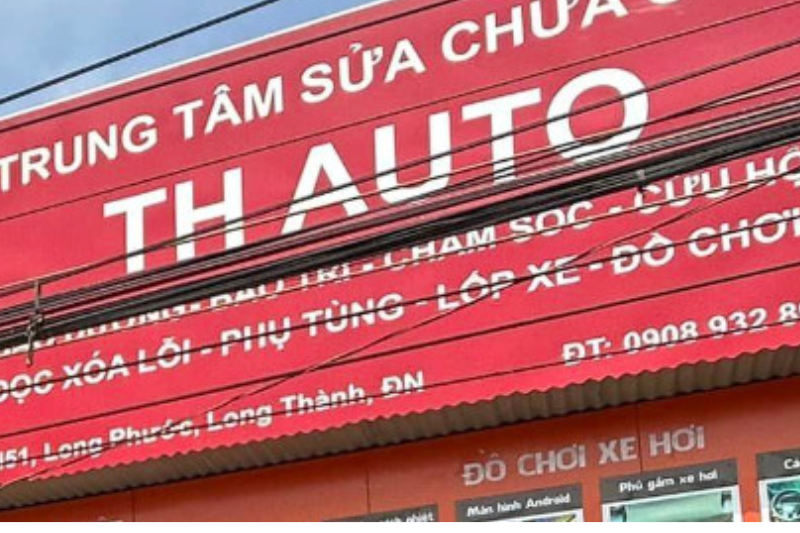 TRUNG TÂM SỬA CHỮA
TH AUTO
BẢO TRÌ - CHĂM SÓC - CỨU HỘ
XÓA LỖI - PHỤ TÙNG - LỐP XE - ĐỒ CHƠI
ĐT: 0908 932
Long Phước, Long Thành, ĐN
ĐỒ CHƠI XE HƠI
Màn hình Android
Phủ gầm xe hơi